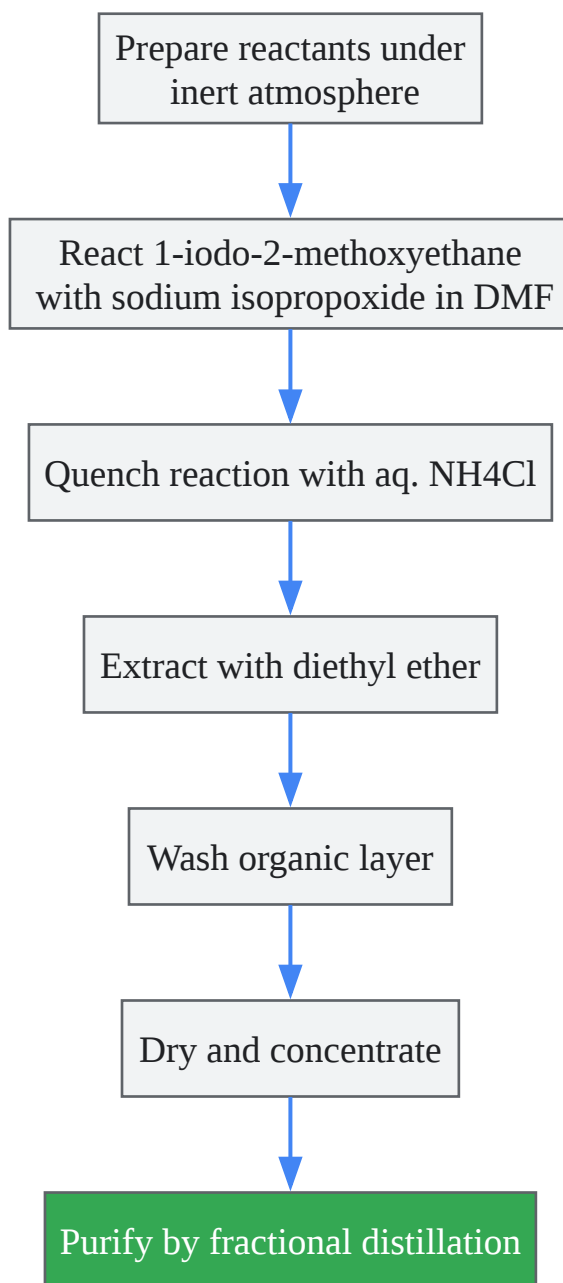 Prepare reactants under
inert atmosphere
React 1-iodo-2-methoxyethane
with sodium isopropoxide in DMF
Quench reaction with aq. NH4Cl
Extract with diethyl ether
Wash organic layer
Dry and concentrate
Purify by fractional distillation